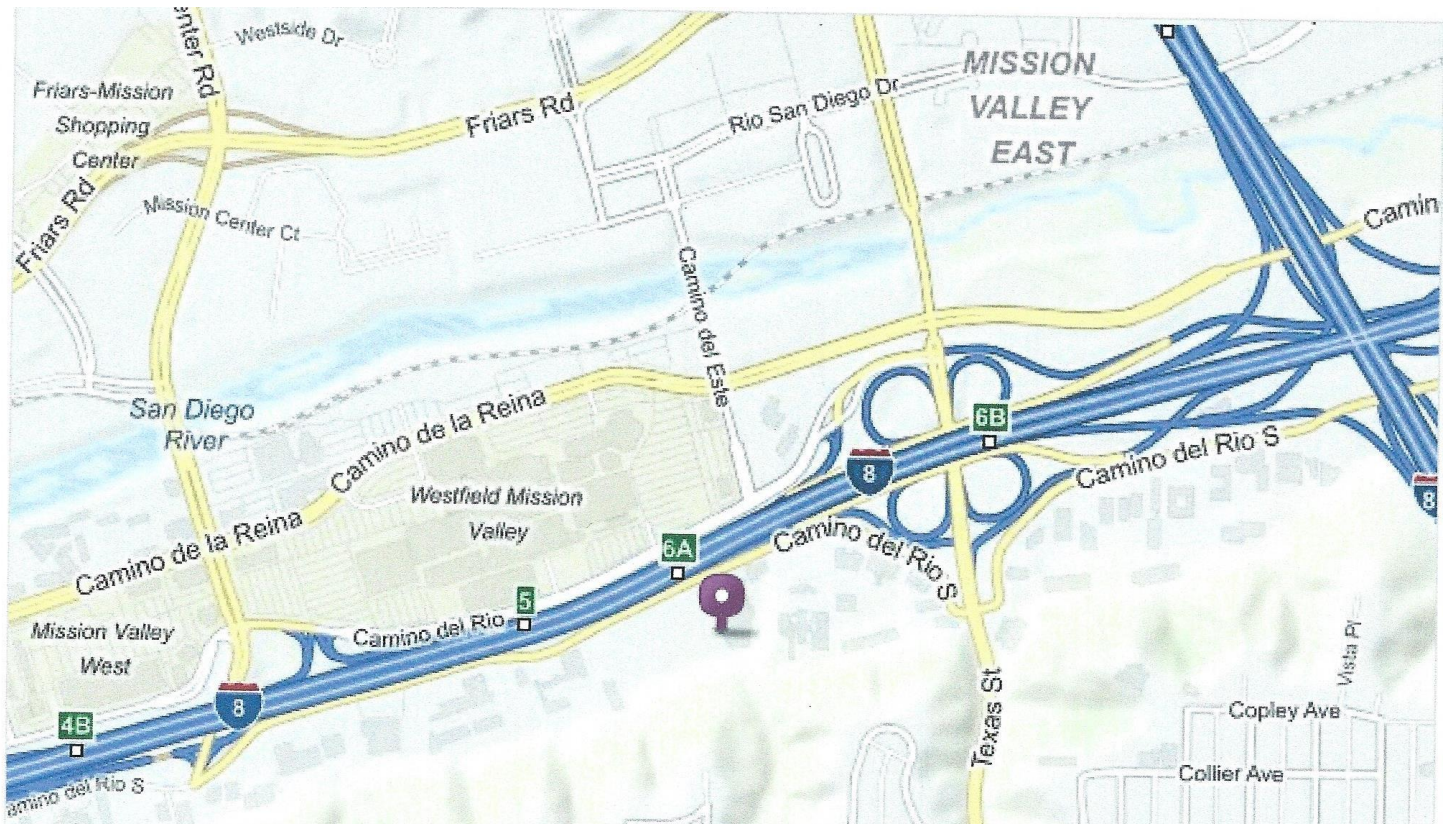 enter Rd
Westside Dr
Friars-Mission
Shopping
Center
Friars Rd
Friars Rd
Mission Center Ct
Rio San Diego Dr
MISSION
VALLEY
EAST
Camin
Camino del Este
San Diego
River
Camino de la Reina
Camino de la Reina
Westfield Mission
Valley
6B
8
Camino del Rio S
8
6A
Camino del Rio S
5
Camino del Rio
Mission Valley
West
8
4B
amino del Rio S
Texas St
Vista Pl
Copley Ave
Collier Ave